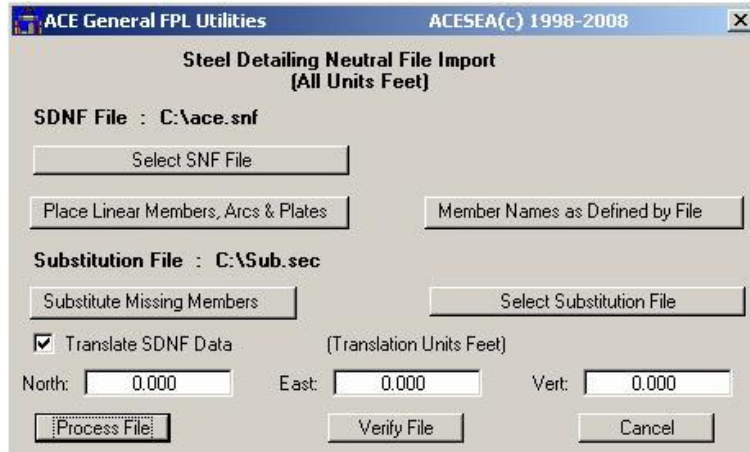 ACE General FPL Utilities ACESEA(c) 1998-2008
Steel Detailing Neutral File Import
(All Units Feet)
SDNF File : C:\ace.snf
Select SNF File
Place Linear Members, Arcs & Plates Member Names as Defined by File
Substitution File : C:\Sub.sec
Substitute Missing Members Select Substitution File
Translate SDNF Data (Translation Units Feet)
North: 0.000 East: 0.000 Vert: 0.000
Process File Verify File Cancel